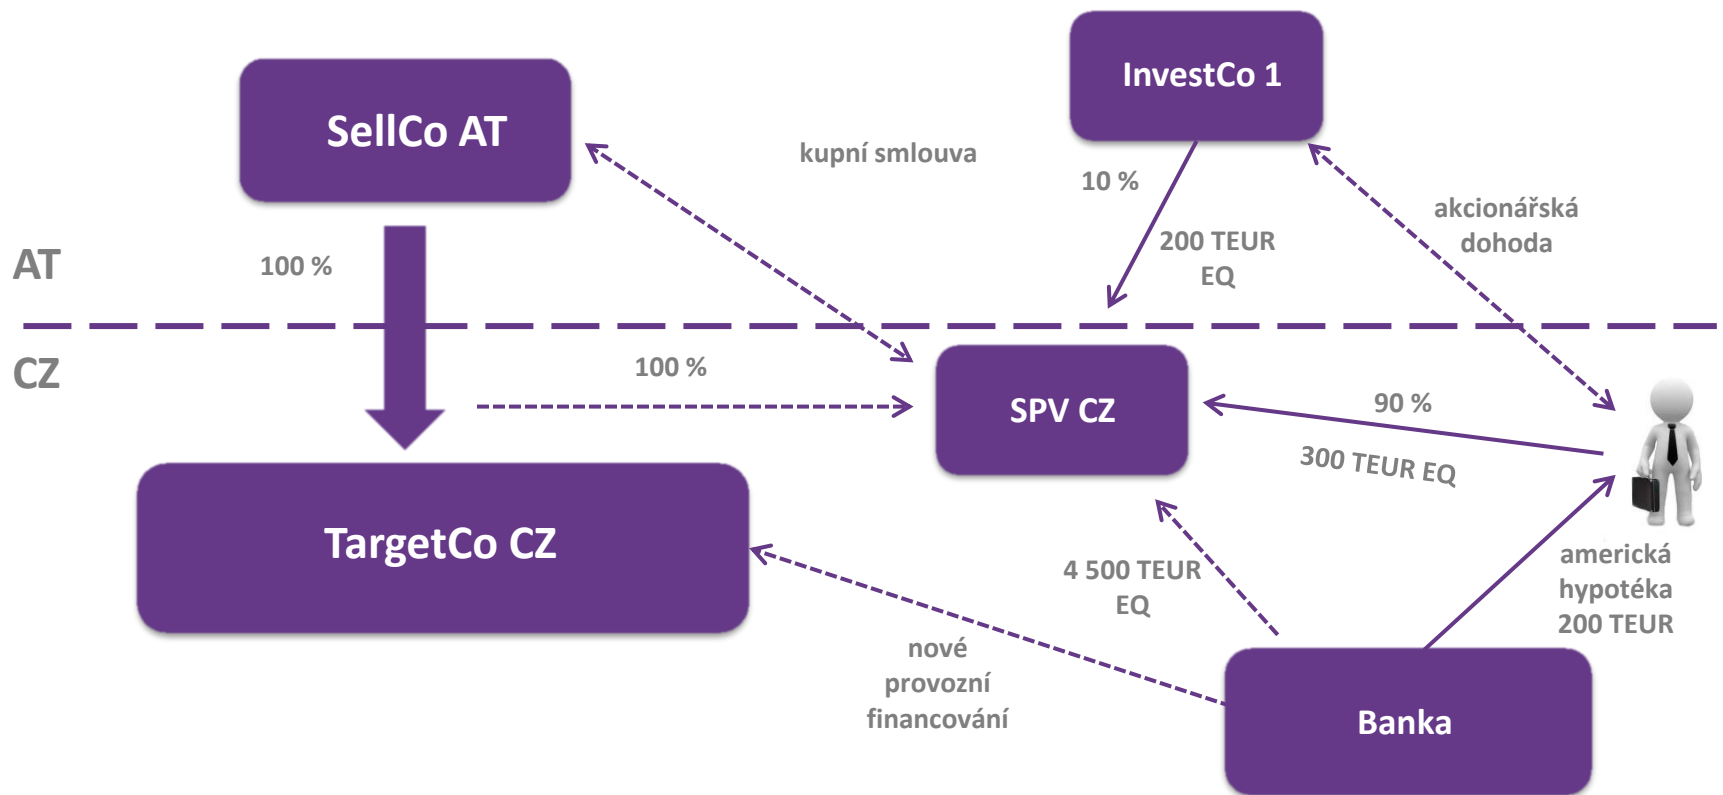 InvestCo 1
SellCo AT
kupní smlouva
10 %
akcionářská
dohoda
200 TEUR
EQ
AT
100 %
CZ
100 %
SPV CZ
90 %
300 TEUR EQ
TargetCo CZ
4 500 TEUR
EQ
americká
hypotéka
200 TEUR
nové
provozní
financování
Banka